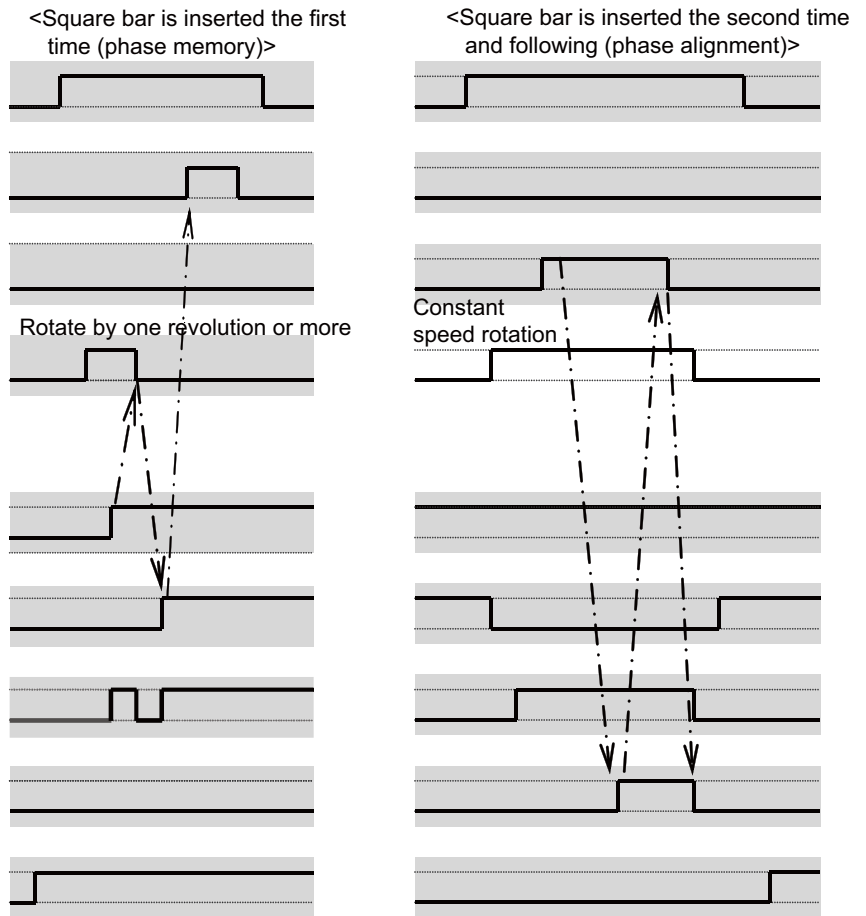 <Square bar is inserted the first
time (phase memory)>
<Square bar is inserted the second time
and following (phase alignment)>
Rotate by one revolution or more
Constant
speed rotation